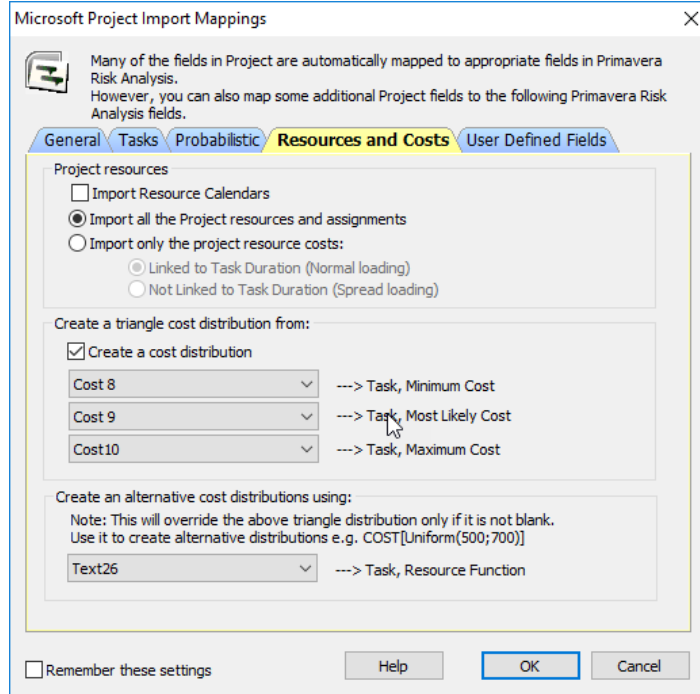 Microsoft Project Import Mappings
Many of the fields in Project are automatically mapped to appropriate fields in Primavera
Risk Analysis.
However, you can also map some additional Project fields to the following Primavera Risk
Analysis fields.
General Tasks Probabilistic Resources and Costs User Defined Fields
Project resources
Import Resource Calendars
Import all the Project resources and assignments
Import only the project resource costs:
Linked to Task Duration (Normal loading)
Not Linked to Task Duration (Spread loading)
Create a triangle cost distribution from:
Create a cost distribution
Cost 8 ---> Task, Minimum Cost
Cost 9 ---> Task, Most Likely Cost
Cost10 ---> Task, Maximum Cost
Create an alternative cost distributions using:
Note: This will override the above triangle distribution only if it is not blank.
Use it to create alternative distributions e.g. COST[Uniform(500;700)]
Text26 ---> Task, Resource Function
Remember these settings Help OK Cancel